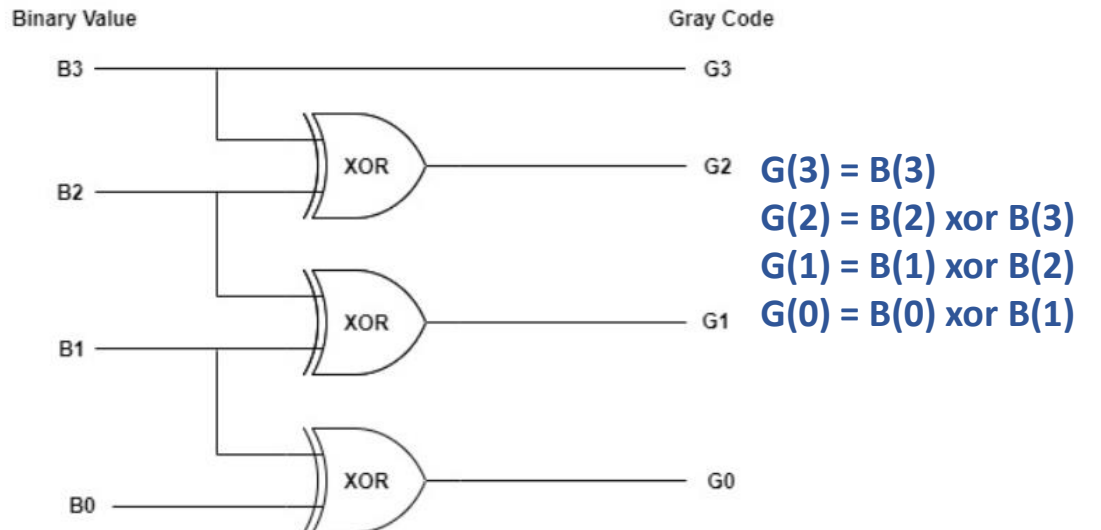 Binary Value
Gray Code
B3
G3
XOR
G2
B2
G(3) = B(3)
G(2) = B(2) xor B(3)
G(1) = B(1) xor B(2)
G(0) = B(0) xor B(1)
XOR
G1
B1
XOR
G0
B0